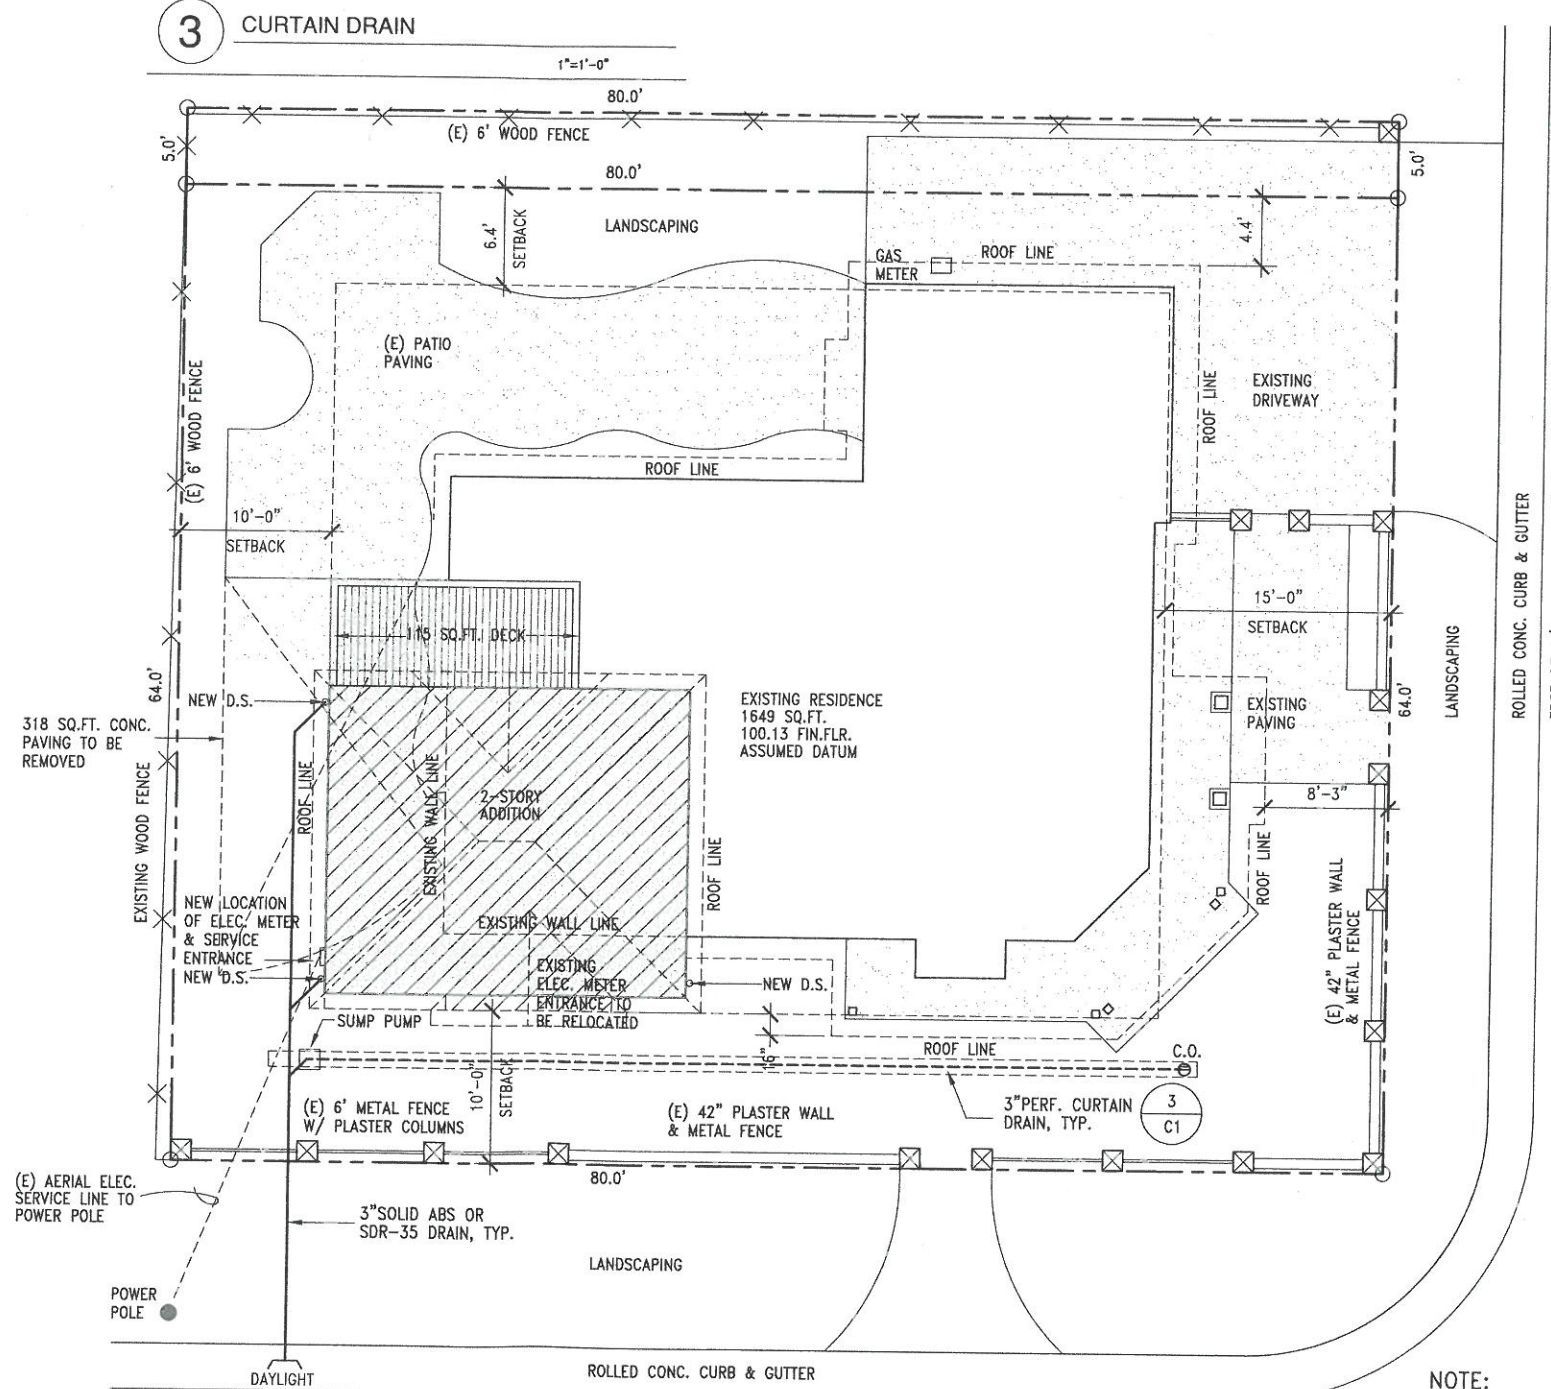 3
CURTAIN DRAIN
1"=1'-0"
80.0'
(E) 6' WOOD FENCE
5.0'
5.0'
80.0'
LANDSCAPING
6.4'
SETBACK
4.4'
GAS
METER
ROOF LINE
(E) PATIO
PAVING
(E) 6' WOOD FENCE
ROOF LINE
EXISTING
DRIVEWAY
ROOF LINE
10'-0"
SETBACK
ROLLED CONC. CURB & GUTTER
15'-0"
SETBACK
LANDSCAPING
115 SQ.FT. DECK
64.0'
NEW D.S.
318 SQ.FT. CONC.
PAVING TO BE
REMOVED
EXISTING RESIDENCE
1649 SQ.FT.
100.13 FIN.FLR.
ASSUMED DATUM
EXISTING
PAVING
64.0'
EXISTING WOOD FENCE
ROOF LINE
EXISTING WALL LINE
2-STORY
ADDITION
ROOF LINE
8'-3"
ROOF LINE
(E) 42" PLASTER WALL
& METAL FENCE
NEW LOCATION
OF ELEC. METER
& SERVICE
ENTRANCE
NEW D.S.
EXISTING WALL LINE
EXISTING
ELEC. METER
ENTRANCE TO
BE RELOCATED
NEW D.S.
SUMP PUMP
16"
ROOF LINE
C.O.
10'-0"
SETBACK
(E) 6' METAL FENCE
W/ PLASTER COLUMNS
(E) 42" PLASTER WALL
& METAL FENCE
3"PERF. CURTAIN
DRAIN, TYP.
3
C1
80.0'
(E) AERIAL ELEC.
SERVICE LINE TO
POWER POLE
3"SOLID ABS OR
SDR-35 DRAIN, TYP.
LANDSCAPING
POWER
POLE
DAYLIGHT
ROLLED CONC. CURB & GUTTER
NOTE: